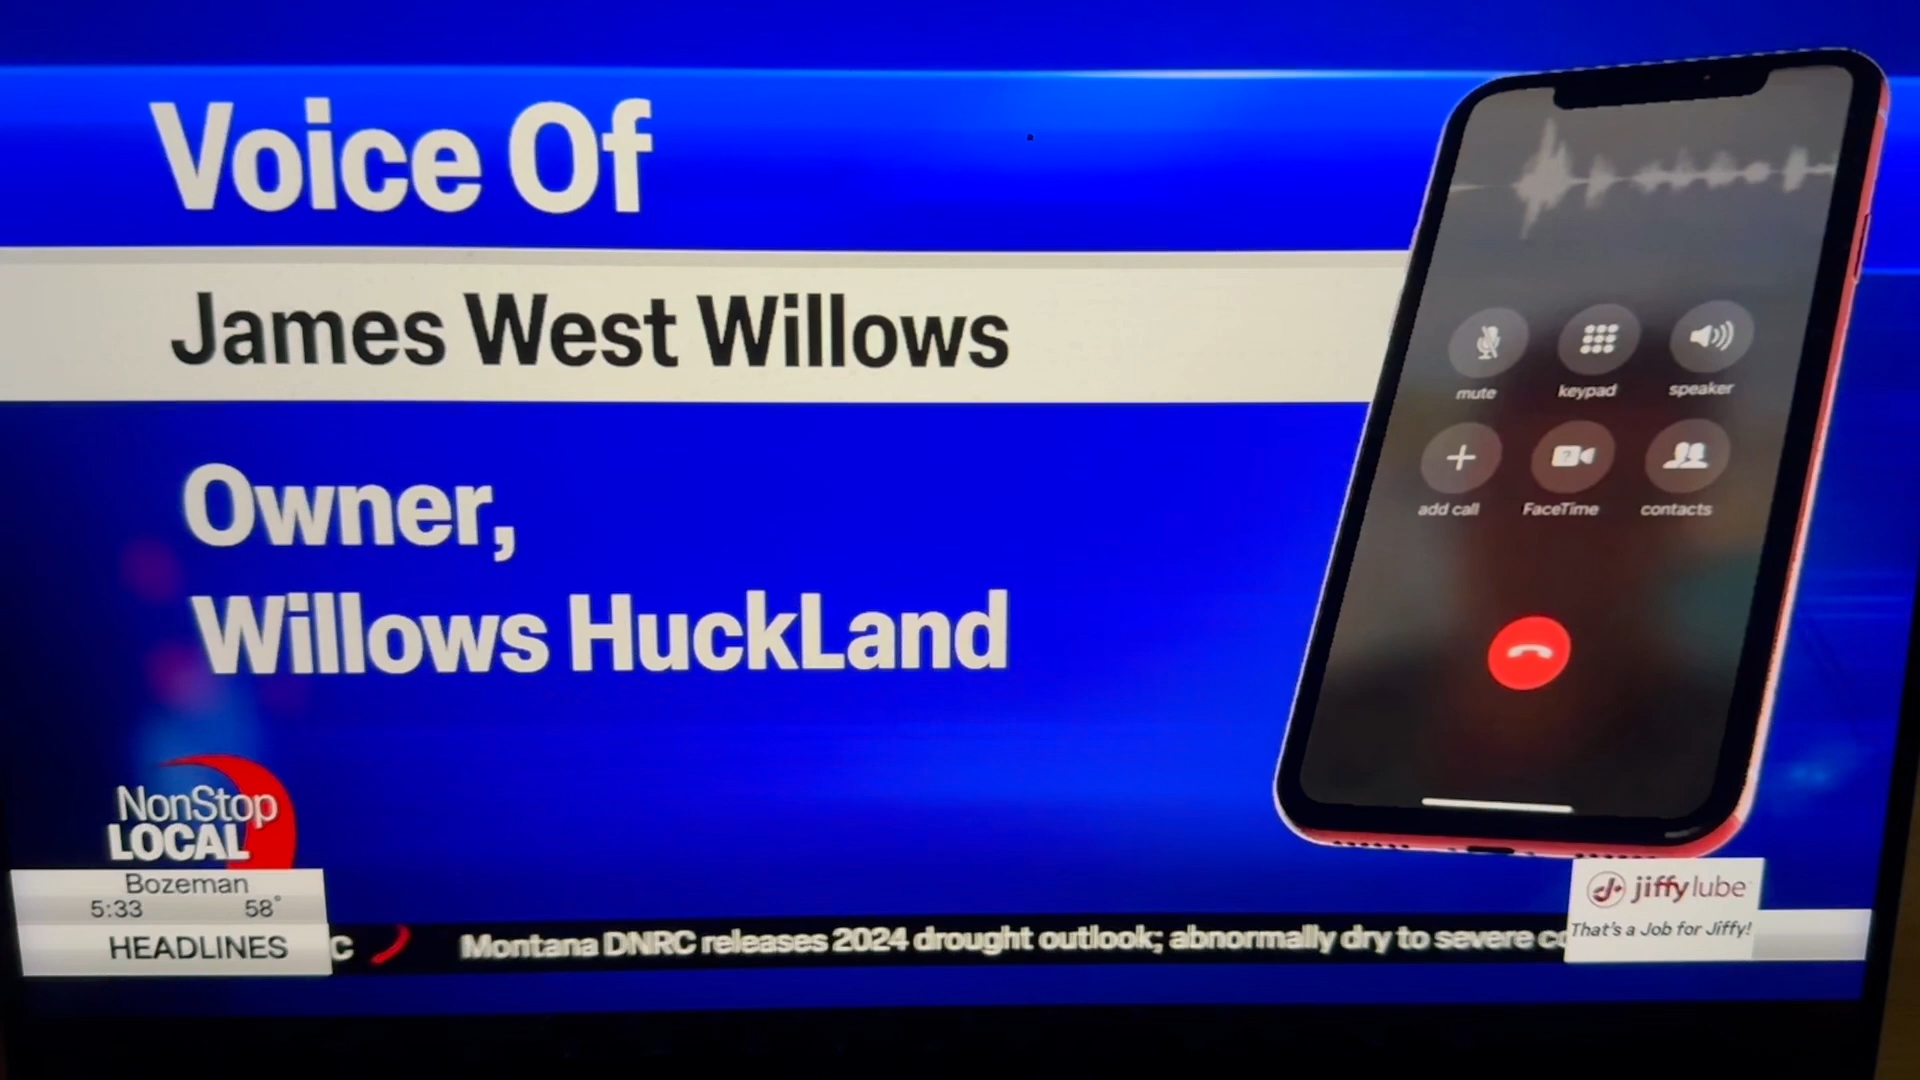 Voice Of
James West Willows
Owner,
Willows HuckLand
mute keypad speaker
add call FaceTime contacts
NonStop
LOCAL
Bozeman
5:33 58°
HEADLINES
C Montana DNRC releases 2024 drought outlook; abnormally dry to severe
jiffy lube
That's a Job for Jiffy!